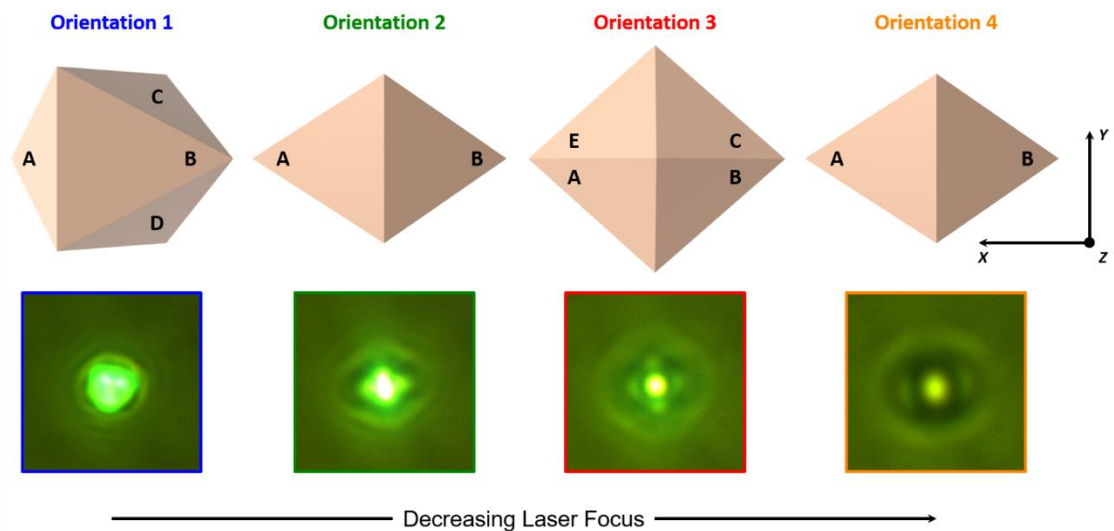 Orientation 1 Orientation 2 Orientation 3 Orientation 4
C E C Y
A B A B A B A B
D X Z
Decreasing Laser Focus